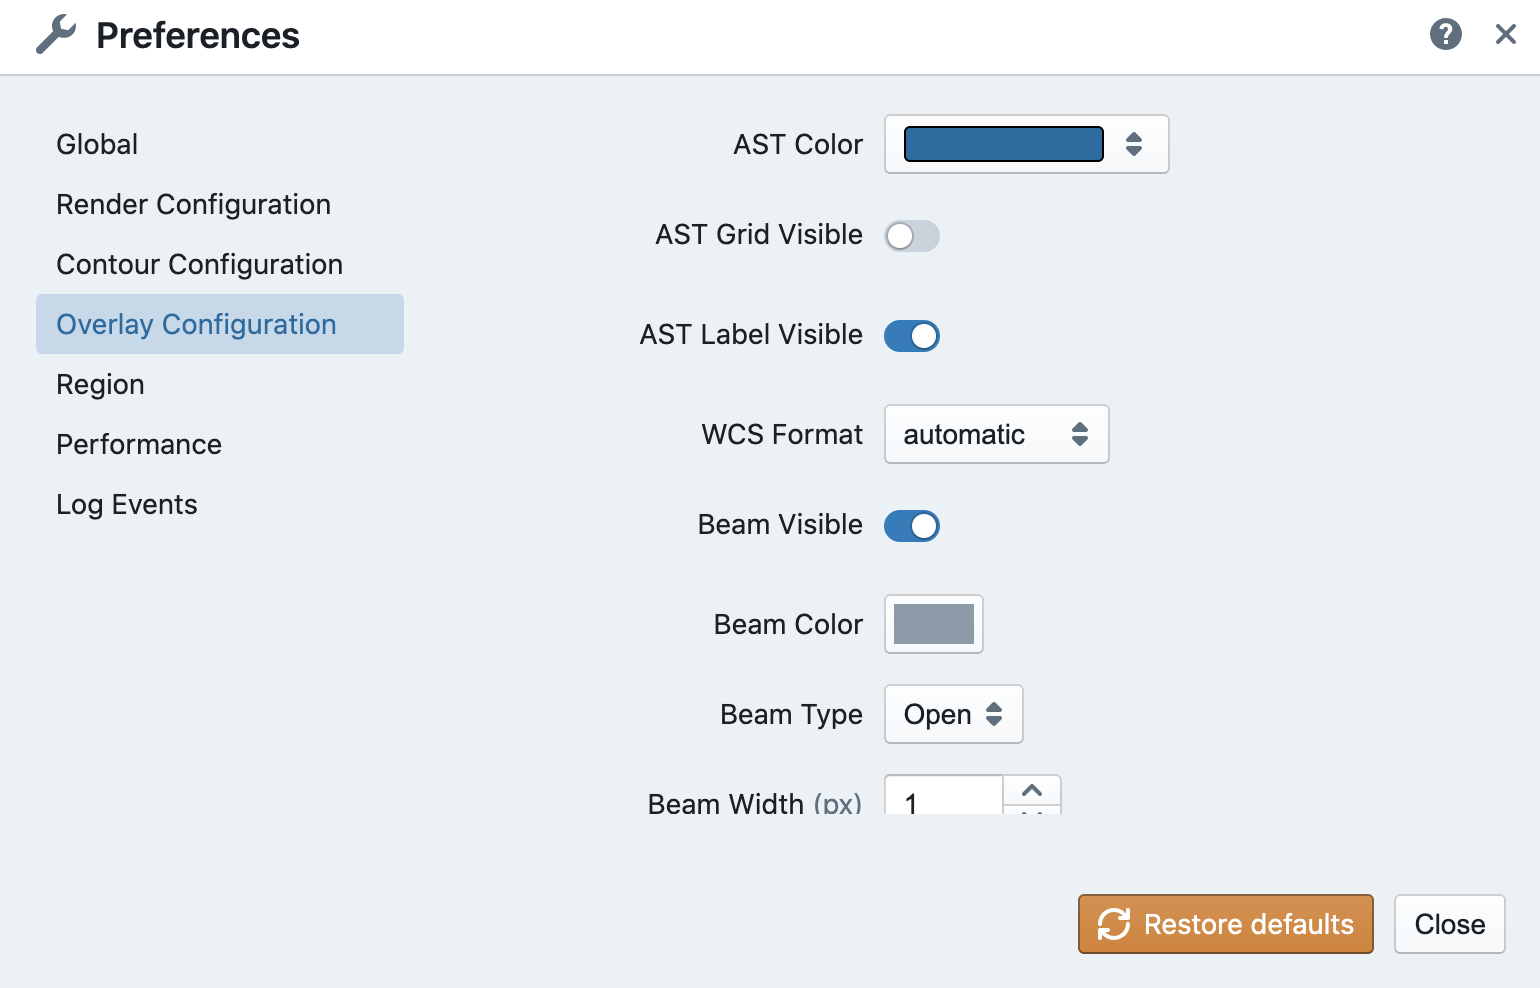 Preferences
Global
Render Configuration
Contour Configuration
Overlay Configuration
Region
Performance
Log Events
AST Color
AST Grid Visible
AST Label Visible
WCS Format automatic
Beam Visible
Beam Color
Beam Type Open
Beam Width (px) 1
Restore defaults
Close